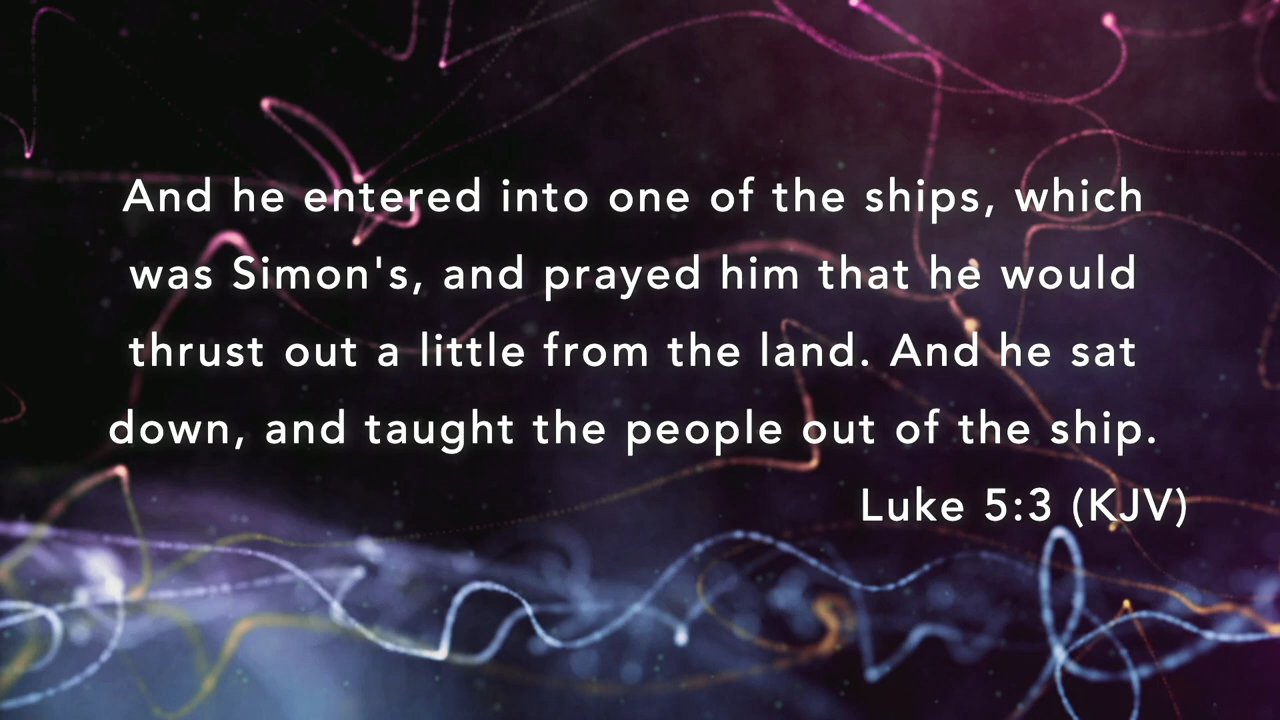 And he entered into one of the ships, which
was Simon's, and prayed him that he would
thrust out a little from the land. And he sat
down, and taught the people out of the ship.
Luke 5:3 (KJV)